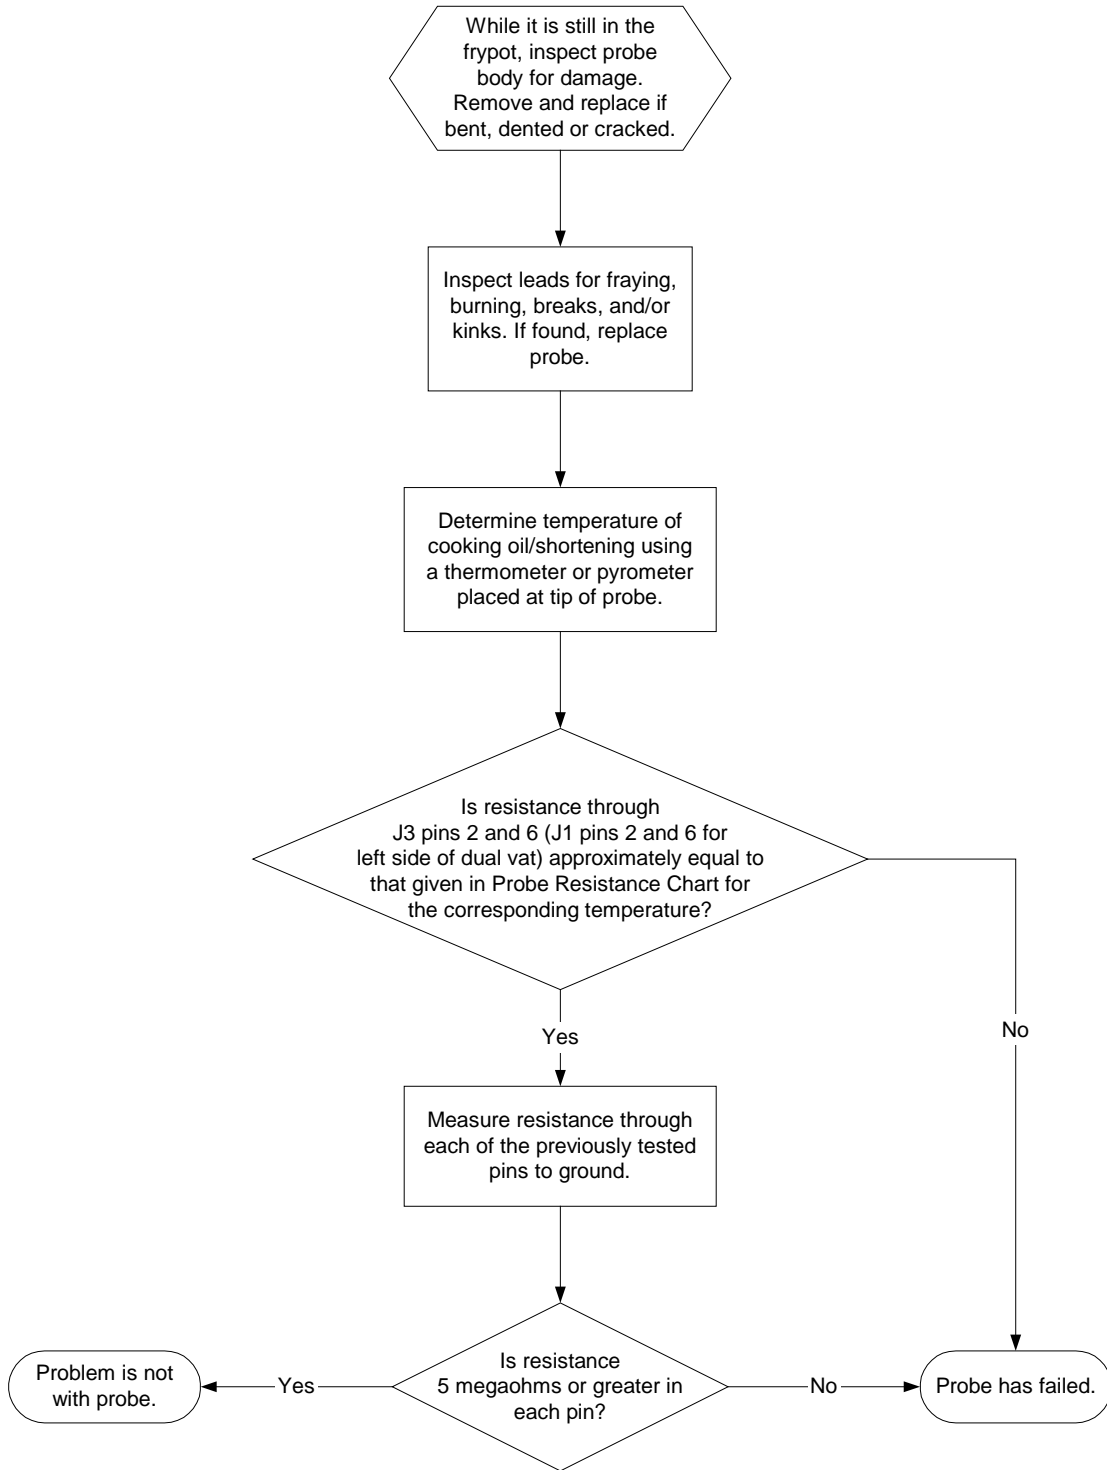 While it is still in the
frypot, inspect probe
body for damage.
Remove and replace if
bent, dented or cracked.
Inspect leads for fraying,
burning, breaks, and/or
kinks. If found, replace
probe.
Determine temperature of
cooking oil/shortening using
a thermometer or pyrometer
placed at tip of probe.
Is resistance through
J3 pins 2 and 6 (J1 pins 2 and 6 for
left side of dual vat) approximately equal to
that given in Probe Resistance Chart for
the corresponding temperature?
No
Yes
Measure resistance through
each of the previously tested
pins to ground.
Is resistance
5 megaohms or greater in
each pin?
Yes
No
Problem is not
with probe.
Probe has failed.